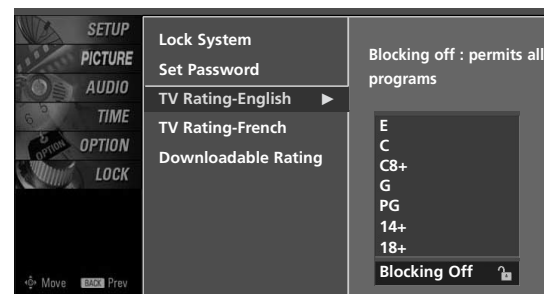 SETUP
PICTURE
AUDIO
TIME
OPTION
OPTION
LOCK
Move BACK Prev
Lock System
Set Password
TV Rating-English
TV Rating-French
Downloadable Rating
Blocking off : permits all
programs
E
C
C8+
G
PG
14+
18+
Blocking Off